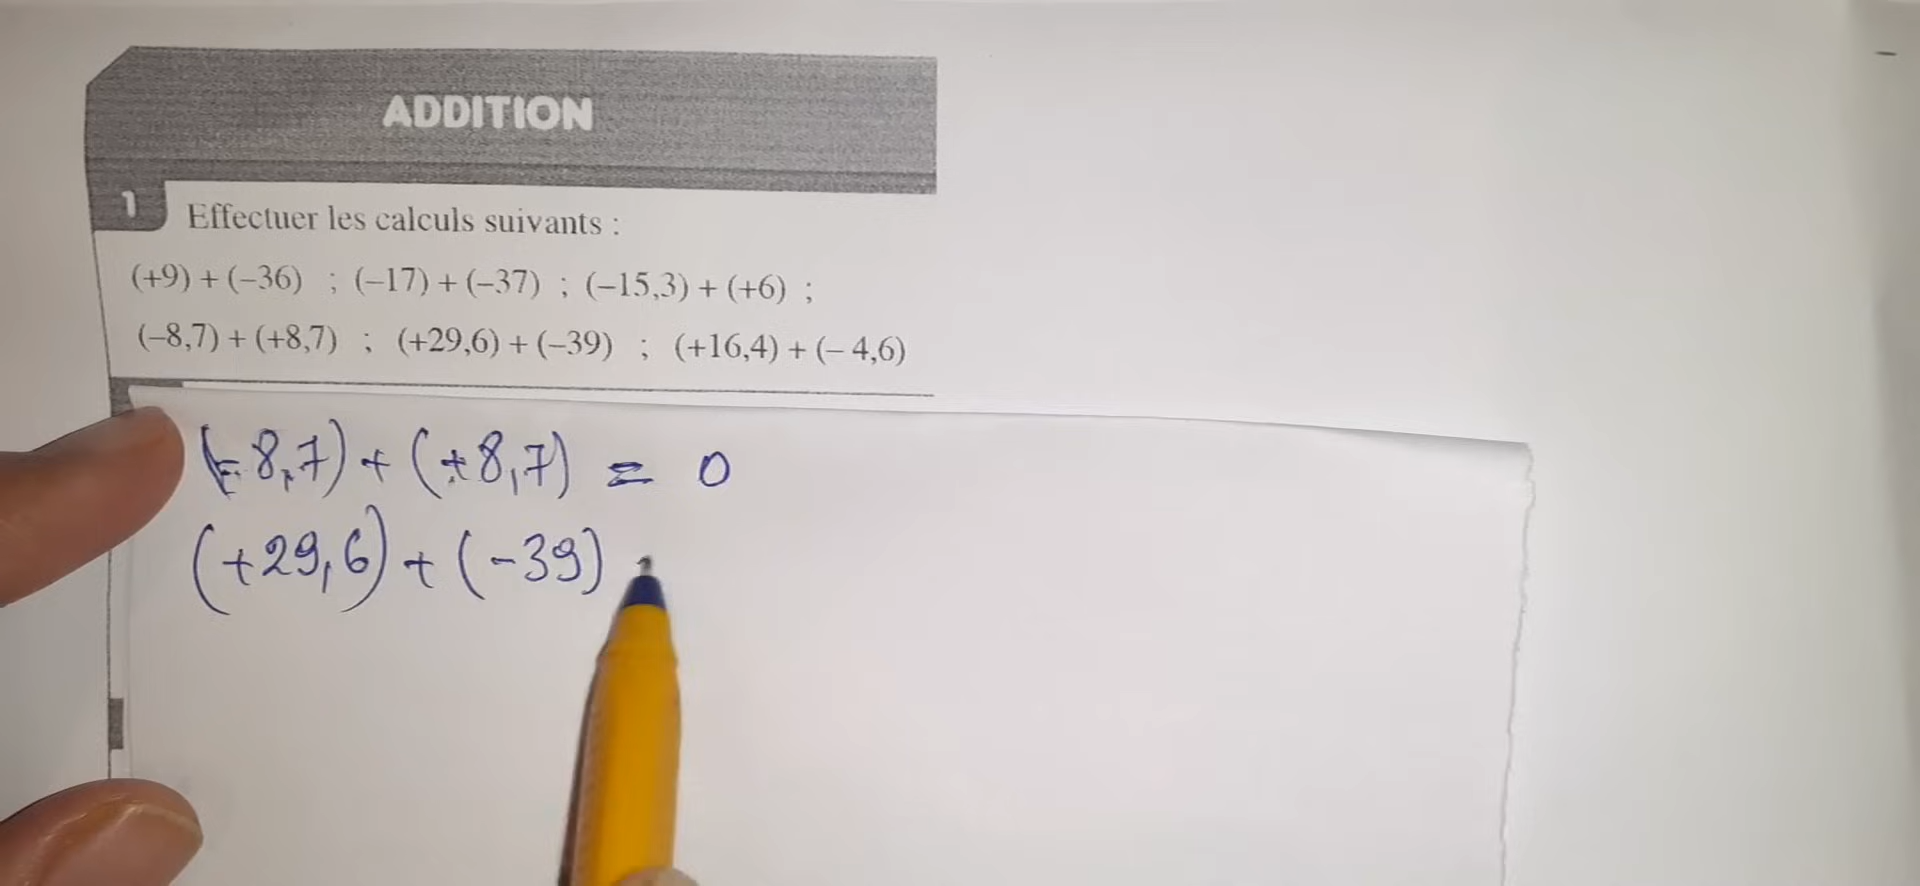 ADDITION
1 Effectuer les calculs suivants :
(+9) + (–36) ; (–17) + (–37) ; (–15,3) + (+6) ;
(–8,7) + (+8,7) ; (+29,6) + (–39) ; (+16,4) + (– 4,6)
(-8,7) + (+8,7) = 0
(+29,6) + (-39)